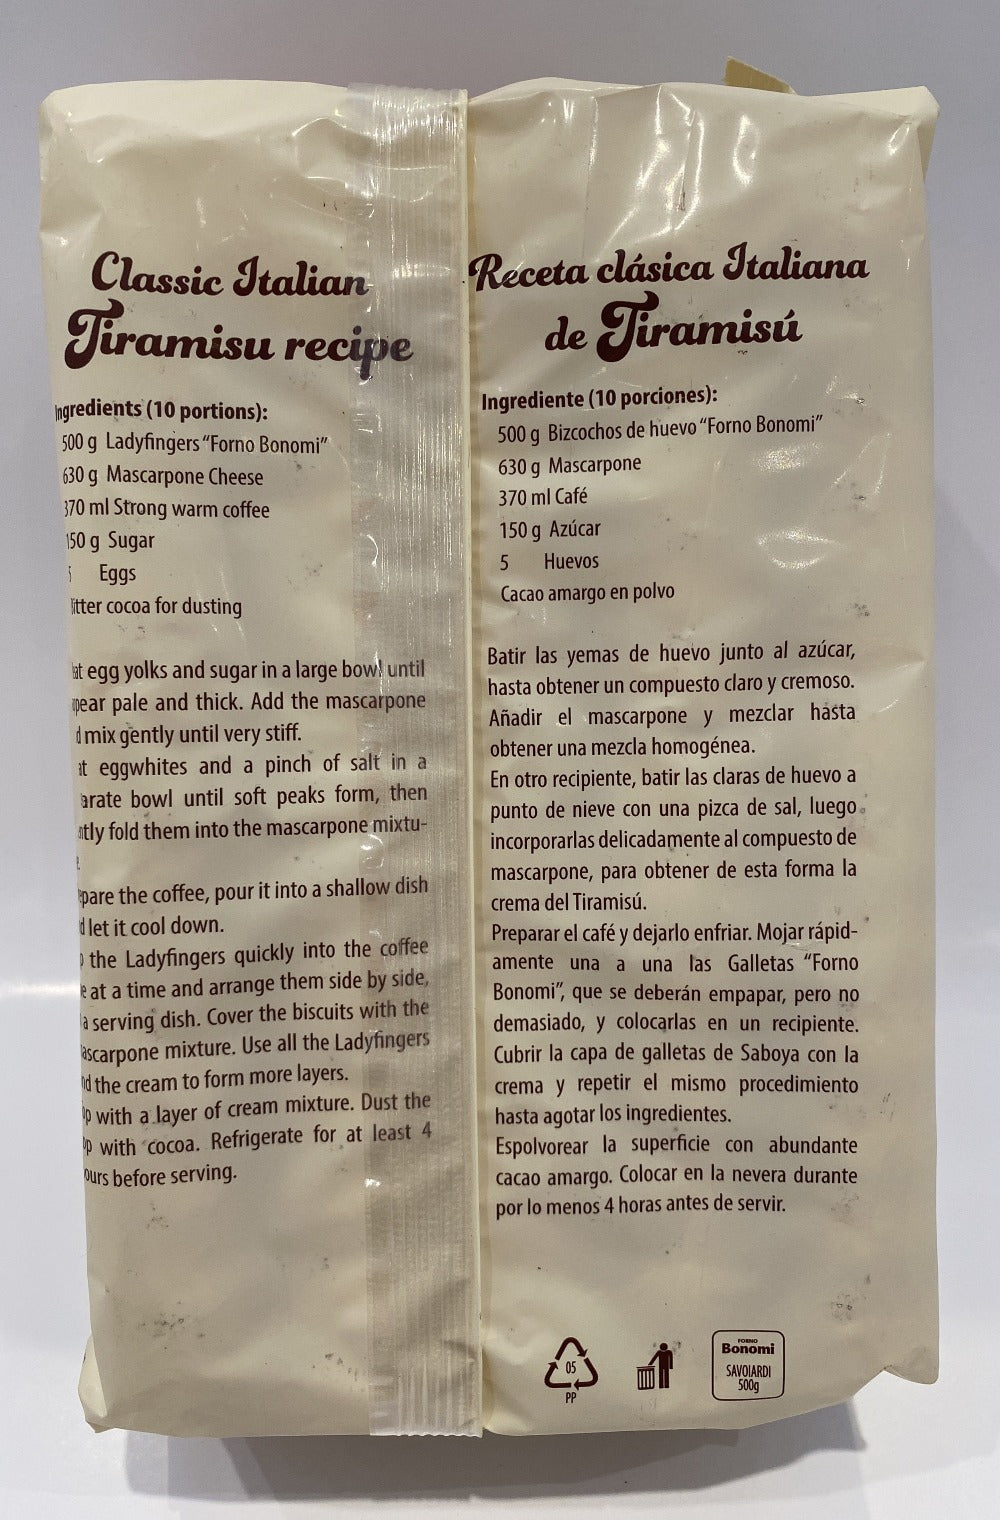 Classic Italian
Tiramisu recipe
Ingredients (10 portions):
500 g Ladyfingers "Forno Bonomi"
630 g Mascarpone Cheese
370 ml Strong warm coffee
150 g Sugar
5 Eggs
itter cocoa for dusting
at egg yolks and sugar in a large bowl until
pear pale and thick. Add the mascarpone
d mix gently until very stiff.
at eggwhites and a pinch of salt in a
arate bowl until soft peaks form, then
ntly fold them into the mascarpone mixtu-
e.
pare the coffee, pour it into a shallow dish
d let it cool down.
the Ladyfingers quickly into the coffee
e at a time and arrange them side by side,
a serving dish. Cover the biscuits with the
ascarpone mixture. Use all the Ladyfingers
nd the cream to form more layers.
op with a layer of cream mixture. Dust the
op with cocoa. Refrigerate for at least 4
ours before serving.
Receta clásica Italiana
de Tiramisú
Ingrediente (10 porciones):
500 g Bizcochos de huevo "Forno Bonomi"
630 g Mascarpone
370 ml Café
150 g Azúcar
5 Huevos
Cacao amargo en polvo
Batir las yemas de huevo junto al azúcar,
hasta obtener un compuesto claro y cremoso.
Añadir el mascarpone y mezclar hasta
obtener una mezcla homogénea.
En otro recipiente, batir las claras de huevo a
punto de nieve con una pizca de sal, luego
incorporarlas delicadamente al compuesto de
mascarpone, para obtener de esta forma la
crema del Tiramisú.
Preparar el café y dejarlo enfriar. Mojar rápid-
amente una a una las Galletas "Forno
Bonomi", que se deberán empapar, pero no
demasiado, y colocarlas en un recipiente.
Cubrir la capa de galletas de Saboya con la
crema y repetir el mismo procedimiento
hasta agotar los ingredientes.
Espolvorear la superficie con abundante
cacao amargo. Colocar en la nevera durante
por lo menos 4 horas antes de servir.
05
PP
FORNO
Bonomi
SAVOIARDI
500g